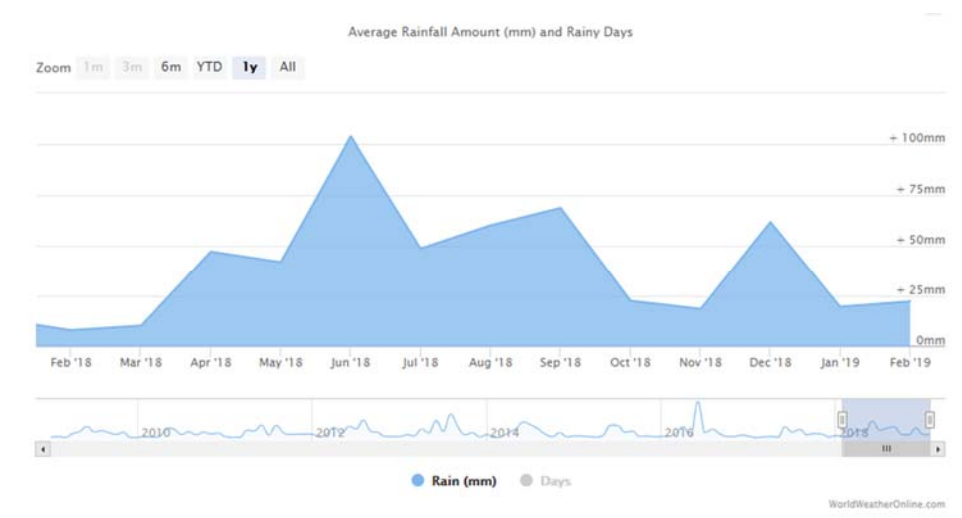 Average Rainfall Amount (mm) and Rainy Days
Zoom 1m 3m 6m YTD 1y All
+ 100mm
+ 75mm
+ 50mm
+ 25mm
0mm
Feb '18 Mar '18 Apr '18 May '18 Jun '18 Jul '18 Aug '18 Sep '18 Oct '18 Nov '18 Dec '18 Jan '19 Feb '19
2010 2012 2014 2016 2018
Rain (mm) Days
WorldWeatherOnline.com